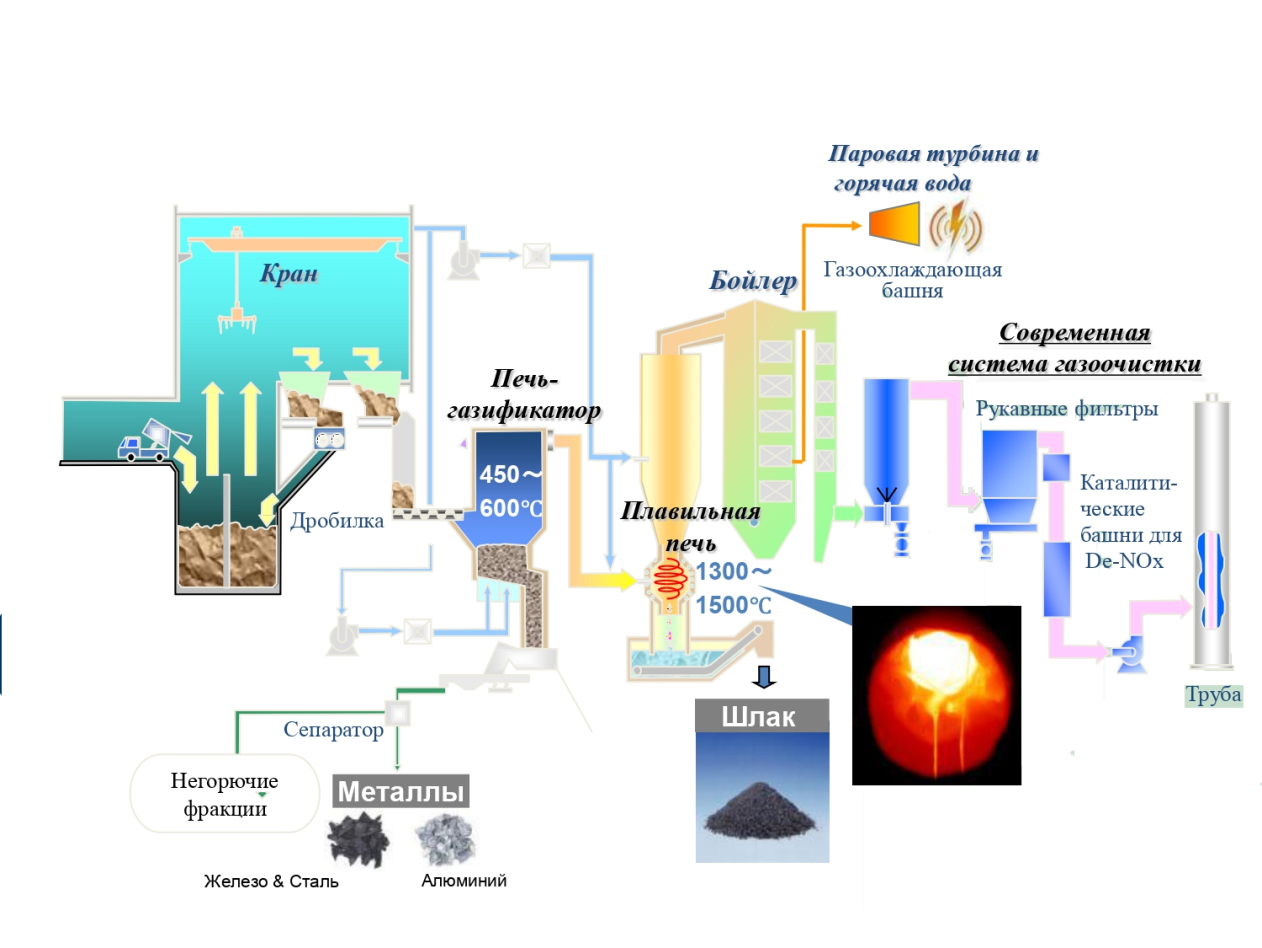 Паровая турбина и
горячая вода
Кран
Бойлер
Газоохлаждающая
башня
Современная
система газоочистки
Печь-
газификатор
Рукавные фильтры
450～
600℃
Каталити-
ческие
башни для
De-NOx
Дробилка
Плавильная
печь
1300～
1500℃
Труба
Шлак
Сепаратор
Негорючие
фракции
Металлы
Железо & Сталь
Алюминий